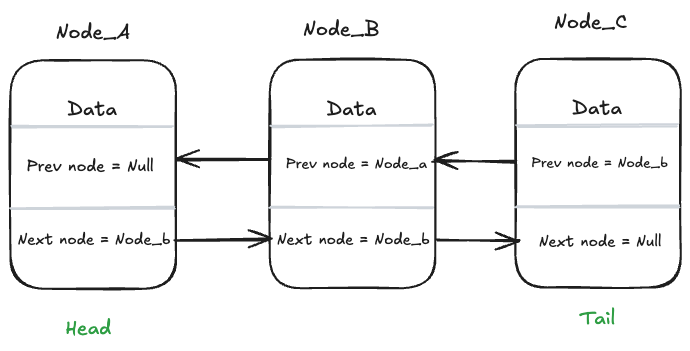 Node_A
Node_B
Node_C
Data
Data
Data
Prev node = Null
Prev node = Node_a
Prev node = Node_b
Next node = Node_b
Next node = Node_b
Next node = Null
Head
Tail